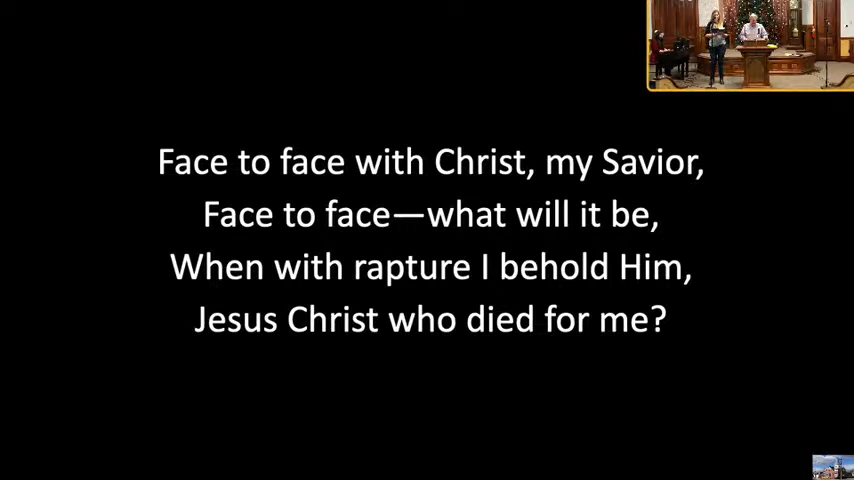 Face to face with Christ, my Savior,
Face to face—what will it be,
When with rapture I behold Him,
Jesus Christ who died for me?